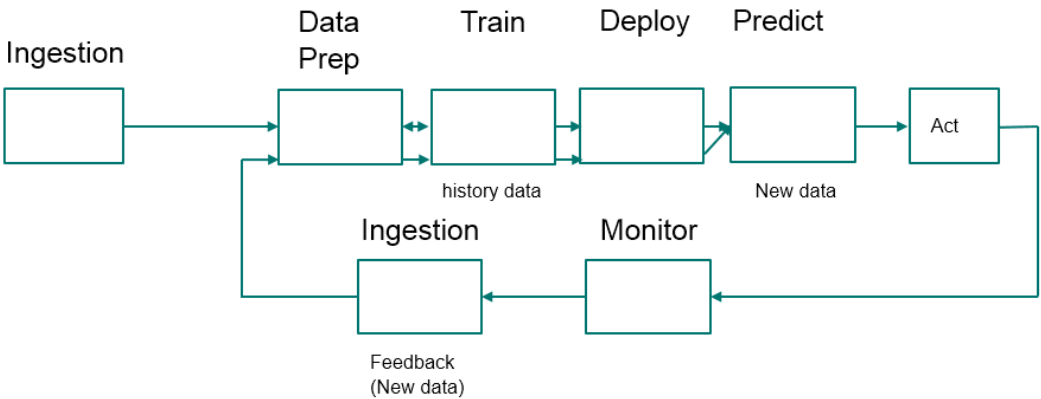 Ingestion
Data
Prep
Train
Deploy
Predict
Act
history data
New data
Ingestion
Monitor
Feedback
(New data)